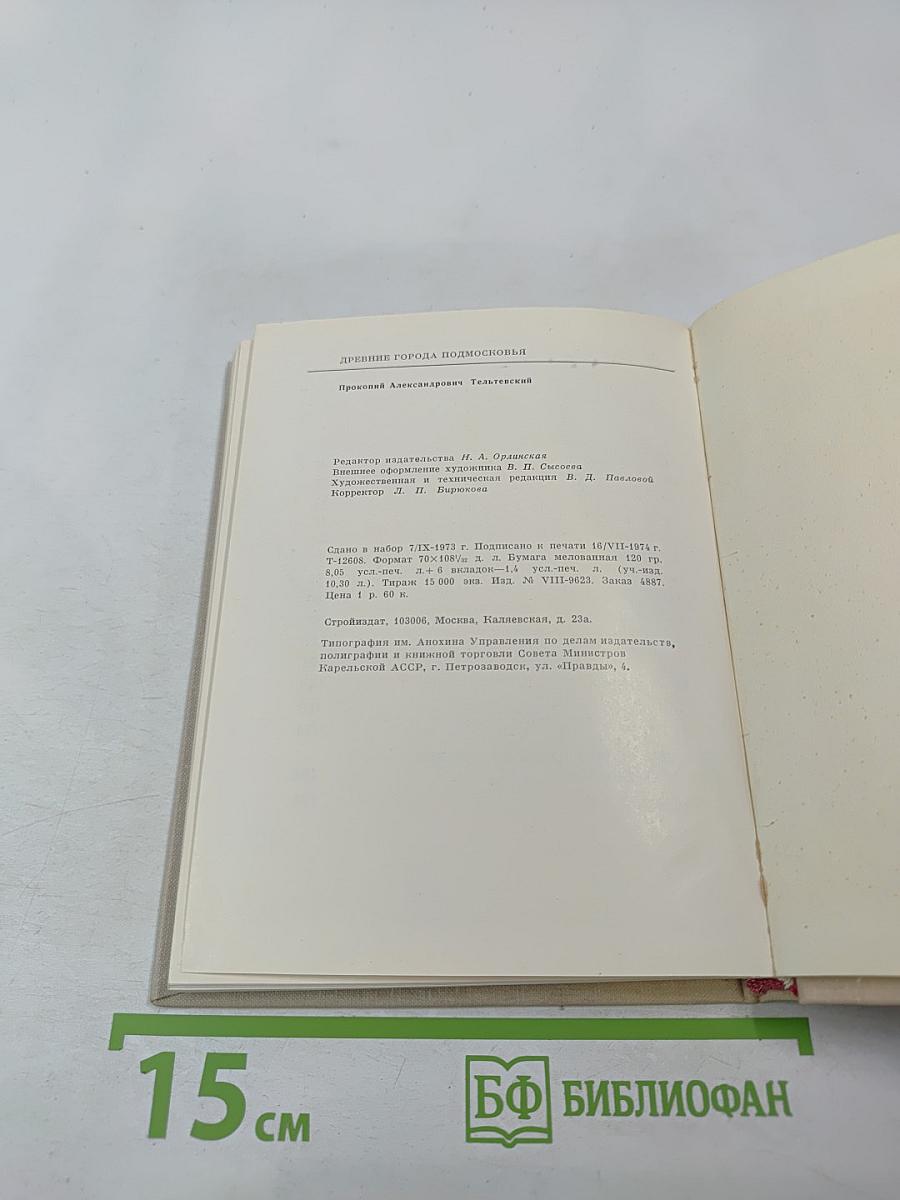 ДРЕВНИЕ ГОРОДА ПОДМОСКОВЬЯ
Прокопий Александрович Тельтевский
Редактор издательства Н. А. Орлинская
Внешнее оформление художника В. П. Сысоева
Художественная и техническая редакция В. Д. Павловой
Корректор Л. П. Бирюкова
Сдано в набор 7/IX-1973 г. Подписано к печати 16/VII-1974 г.
Т-12608. Формат 70×108¹/₃₂ д. л. Бумага мелованная 120 гр.
8,05 усл.-печ. л.+ 6 вкладок—1,4 усл.-печ. л. (уч.-изд.
10,30 л.). Тираж 15 000 экз. Изд. № VIII-9623. Заказ 4887.
Цена 1 р. 60 к.
Стройиздат, 103006, Москва, Каляевская, д. 23а.
Типография им. Анохина Управления по делам издательств,
полиграфии и книжной торговли Совета Министров
Карельской АССР, г. Петрозаводск, ул. «Правды», 4.
15 см
БФ БИБЛИОФАН